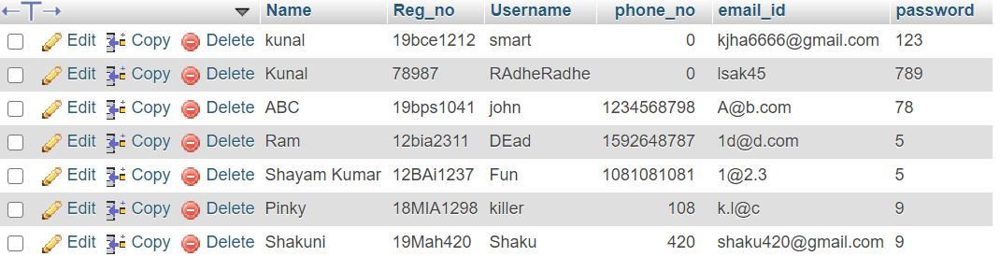 Name Reg_no Username phone_no email_id password
Edit Copy Delete kunal 19bce1212 smart 0 kjha6666@gmail.com 123
Edit Copy Delete Kunal 78987 RAdheRadhe 0 lsak45 789
Edit Copy Delete ABC 19bps1041 john 1234568798 A@b.com 78
Edit Copy Delete Ram 12bia2311 DEad 1592648787 1d@d.com 5
Edit Copy Delete Shayam Kumar 12BAi1237 Fun 1081081081 1@2.3 5
Edit Copy Delete Pinky 18MIA1298 killer 108 k.l@c 9
Edit Copy Delete Shakuni 19Mah420 Shaku 420 shaku420@gmail.com 9